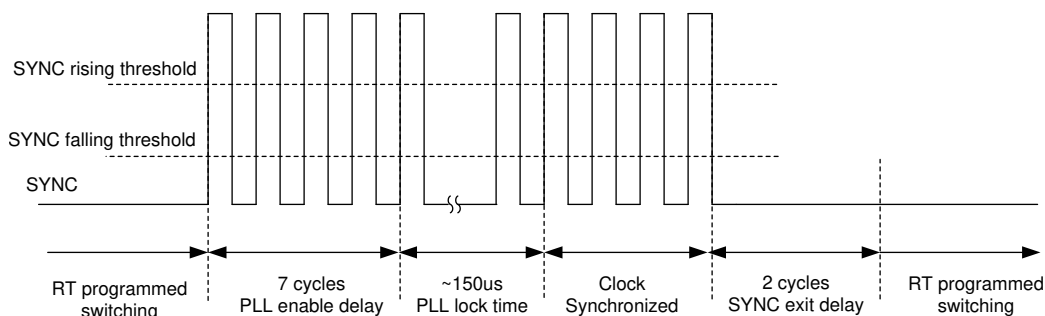 SYNC rising threshold
SYNC falling threshold
SYNC
RT programmed
switching
7 cycles
PLL enable delay
~150us
PLL lock time
Clock
Synchronized
2 cycles
SYNC exit delay
RT programmed
switching